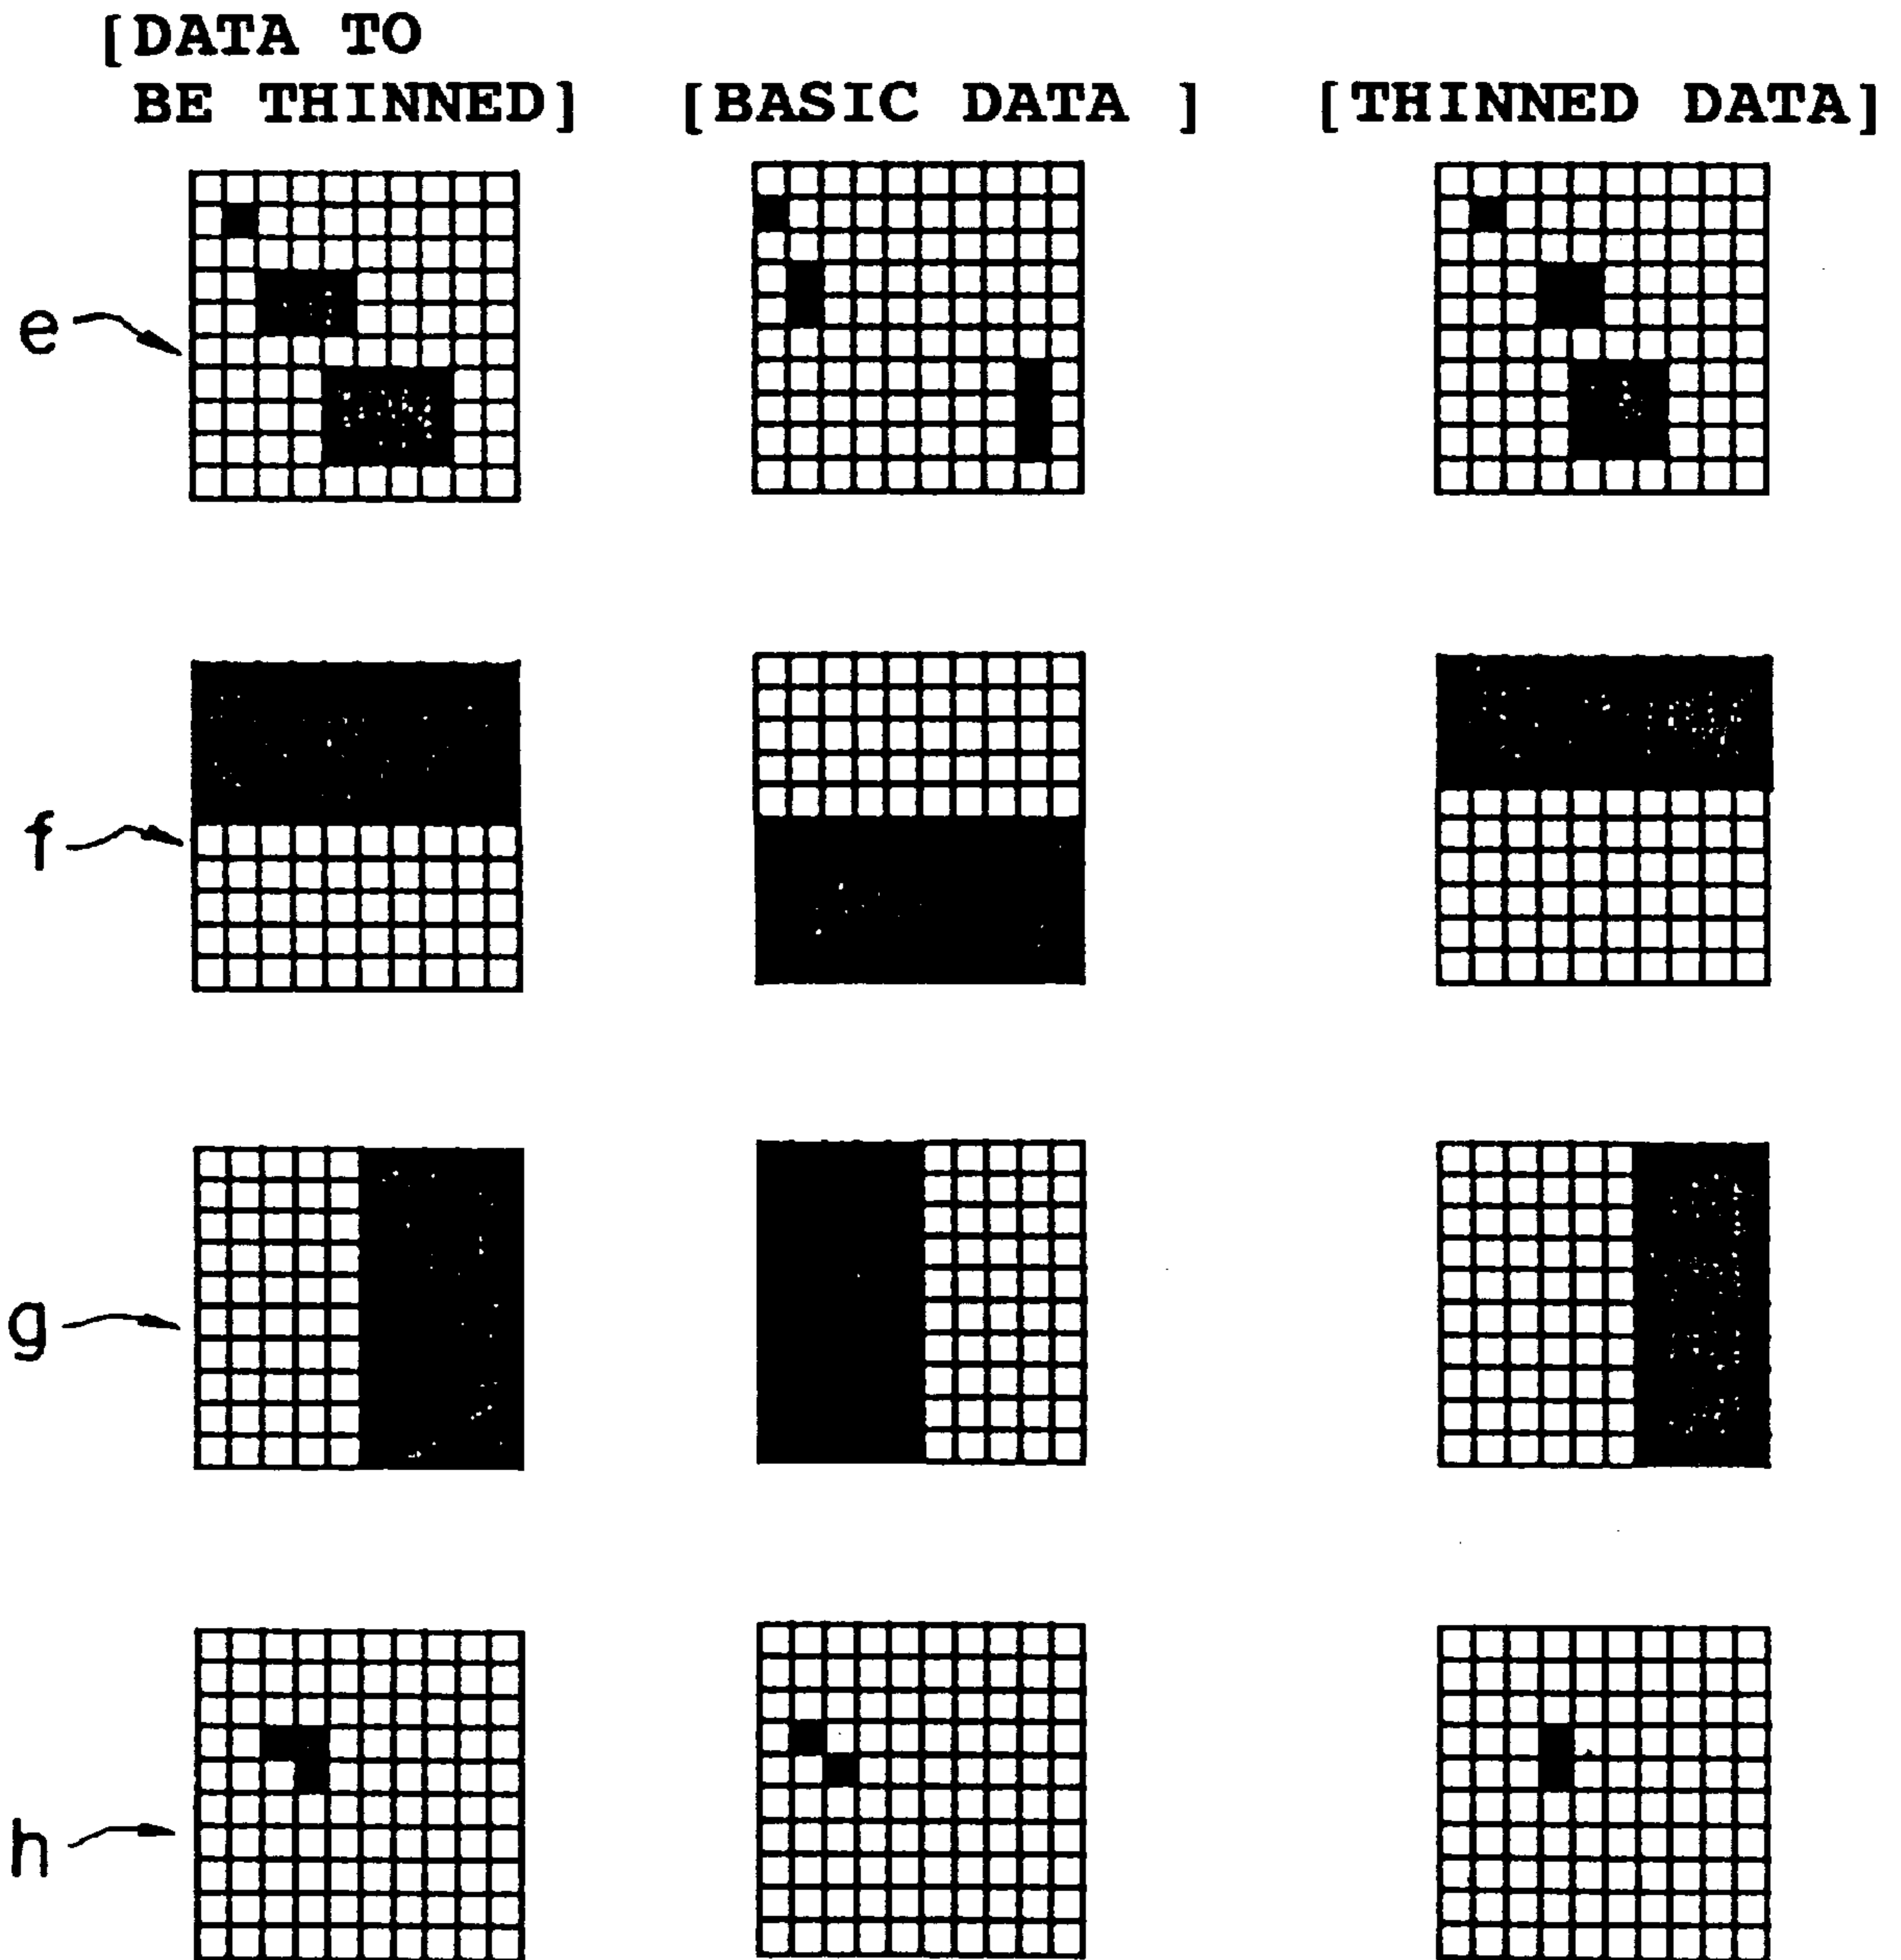 [DATA TO
BE THINNED]
[BASIC DATA ]
[THINNED DATA]
e
f
g
h